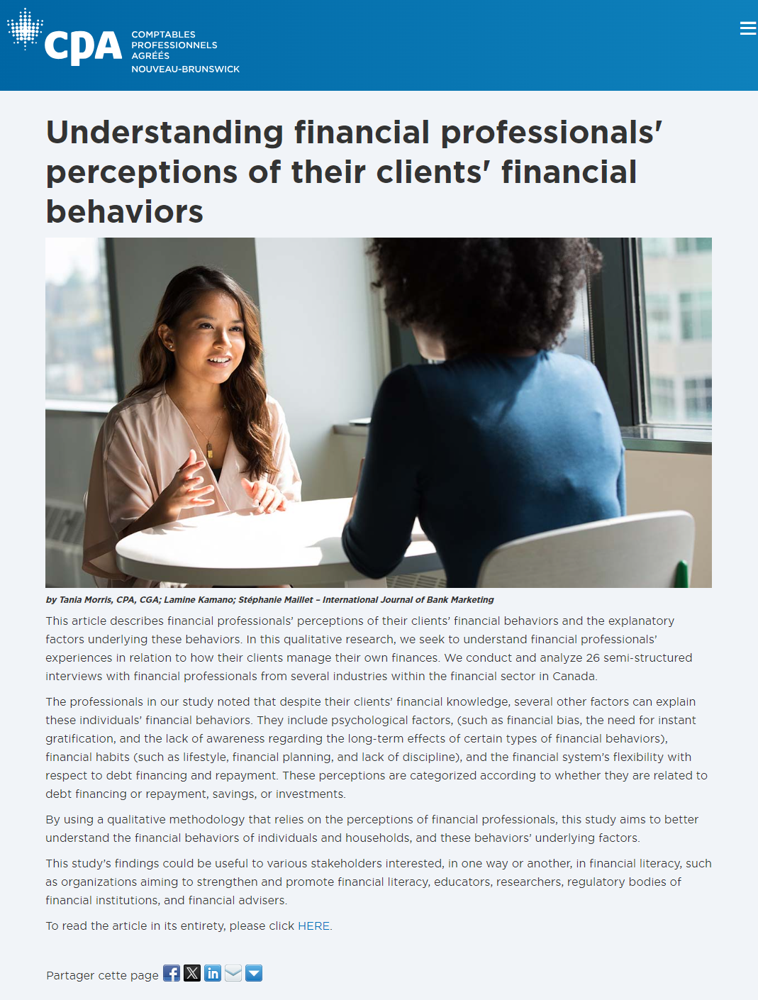 CPA
COMPTABLES
PROFESSIONNELS
AGRÉÉS
NOUVEAU-BRUNSWICK
Understanding financial professionals'
perceptions of their clients' financial
behaviors
by Tania Morris, CPA, CGA; Lamine Kamano; Stéphanie Maillet – International Journal of Bank Marketing
This article describes financial professionals’ perceptions of their clients’ financial behaviors and the explanatory
factors underlying these behaviors. In this qualitative research, we seek to understand financial professionals’
experiences in relation to how their clients manage their own finances. We conduct and analyze 26 semi-structured
interviews with financial professionals from several industries within the financial sector in Canada.
The professionals in our study noted that despite their clients’ financial knowledge, several other factors can explain
these individuals’ financial behaviors. They include psychological factors, (such as financial bias, the need for instant
gratification, and the lack of awareness regarding the long-term effects of certain types of financial behaviors),
financial habits (such as lifestyle, financial planning, and lack of discipline), and the financial system’s flexibility with
respect to debt financing and repayment. These perceptions are categorized according to whether they are related to
debt financing or repayment, savings, or investments.
By using a qualitative methodology that relies on the perceptions of financial professionals, this study aims to better
understand the financial behaviors of individuals and households, and these behaviors’ underlying factors.
This study’s findings could be useful to various stakeholders interested, in one way or another, in financial literacy, such
as organizations aiming to strengthen and promote financial literacy, educators, researchers, regulatory bodies of
financial institutions, and financial advisers.
To read the article in its entirety, please click HERE.
Partager cette page